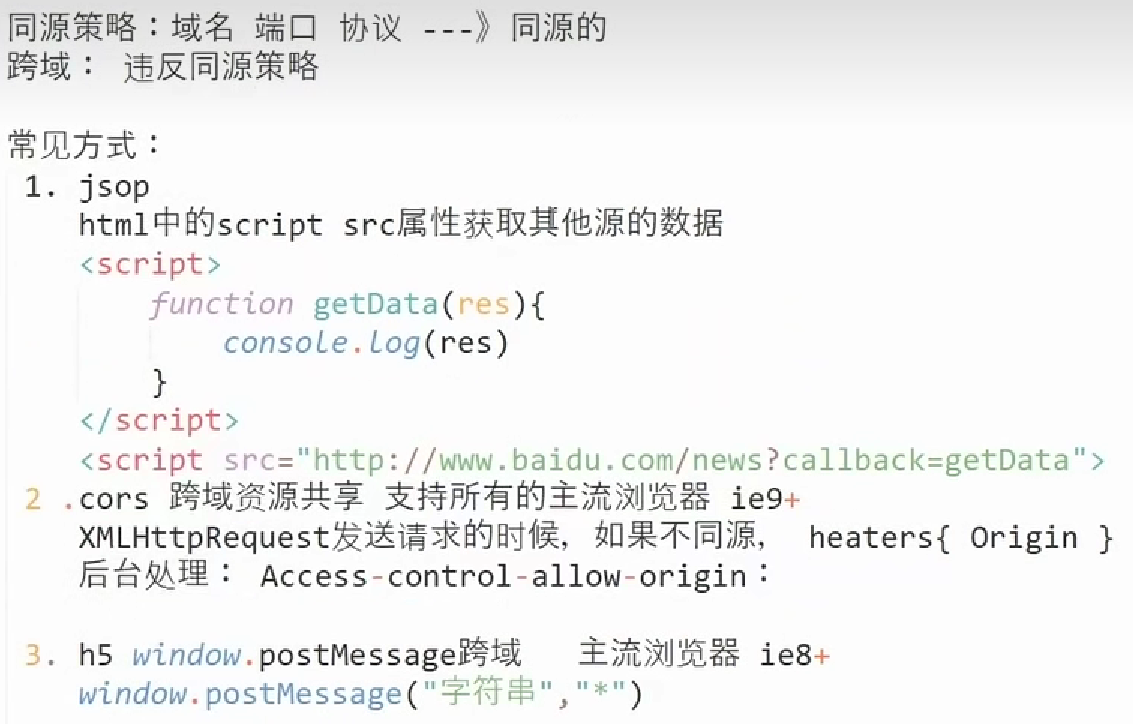 同源策略：域名 端口 协议 ---》同源的
跨域： 违反同源策略
常见方式：
1. jsop
html中的script src属性获取其他源的数据
<script>
function getData(res){
console.log(res)
}
</script>
<script src="http://www.baidu.com/news?callback=getData">
2 .cors 跨域资源共享 支持所有的主流浏览器 ie9+
XMLHttpRequest发送请求的时候，如果不同源， heaters{ Origin }
后台处理： Access-control-allow-origin：
3. h5 window.postMessage跨域 主流浏览器 ie8+
window.postMessage("字符串","*")